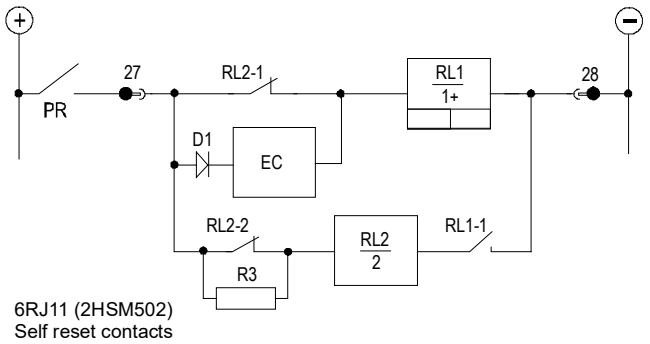 +
−
27
RL2-1
RL1
1+
28
PR
D1
EC
RL2-2
RL2
2
RL1-1
R3
6RJ11 (2HSM502)
Self reset contacts